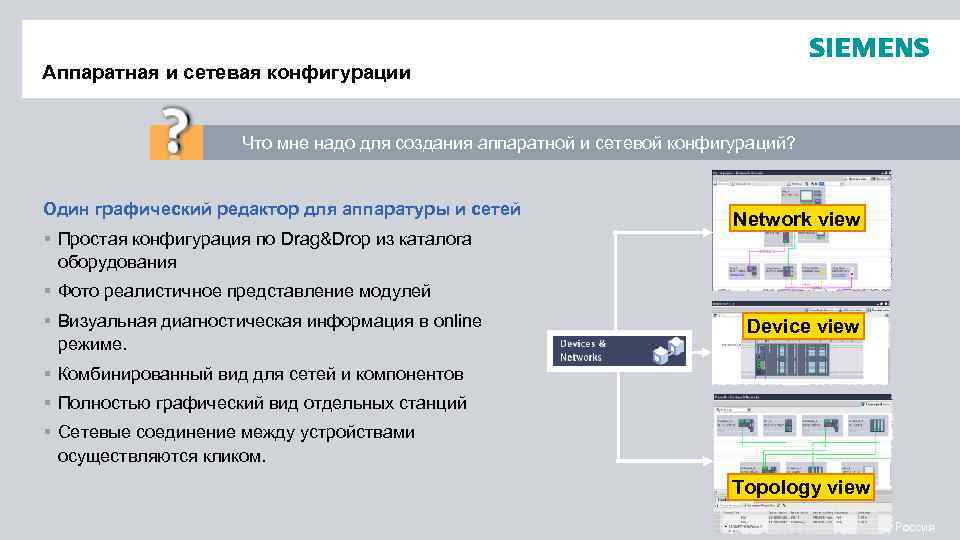 SIEMENS
Аппаратная и сетевая конфигурации
?
Что мне надо для создания аппаратной и сетевой конфигураций?
Один графический редактор для аппаратуры и сетей
▪ Простая конфигурация по Drag&Drop из каталога
оборудования
▪ Фото реалистичное представление модулей
▪ Визуальная диагностическая информация в online
режиме.
▪ Комбинированный вид для сетей и компонентов
▪ Полностью графический вид отдельных станций
▪ Сетевые соединение между устройствами
осуществляются кликом.
Devices &
Networks
Network view
Device view
Topology view
Россия